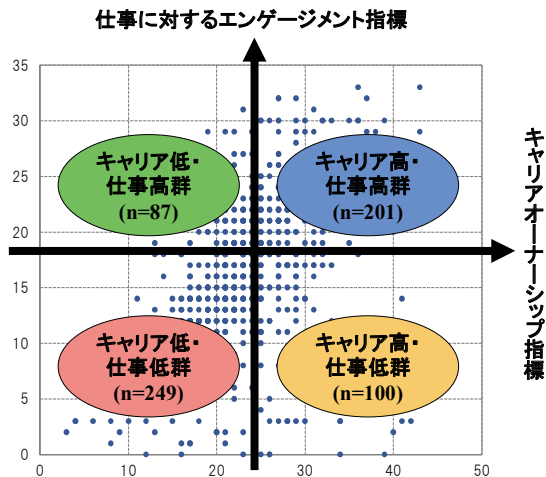 仕事に対するエンゲージメント指標
35
30
25
20
15
10
5
0
キャリア低・
仕事高群
(n=87)
キャリア高・
仕事高群
(n=201)
キャリア低・
仕事低群
(n=249)
キャリア高・
仕事低群
(n=100)
0 10 20 30 40 50
キャリアオーナーシップ指標